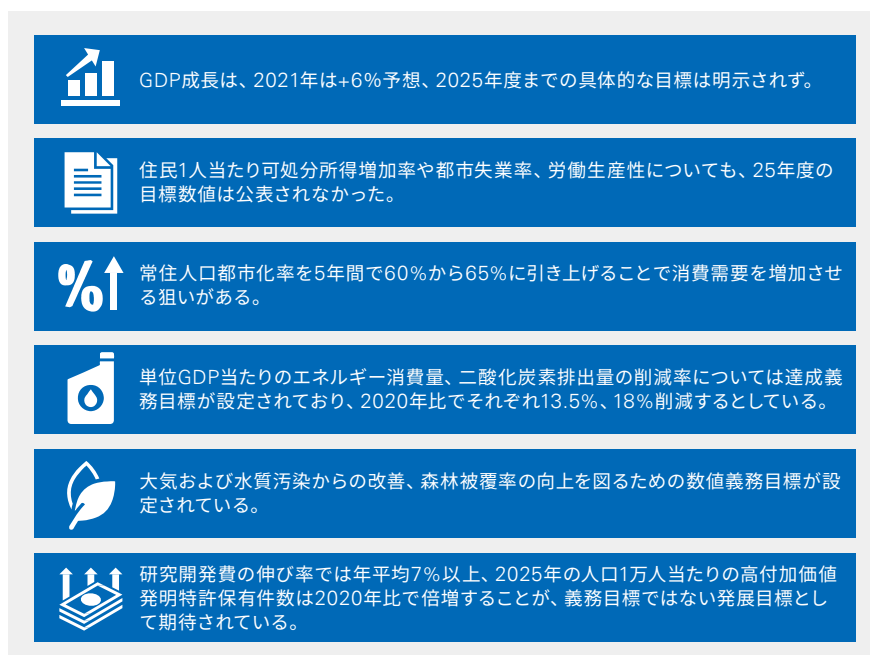 GDP成長は、2021年は+6%予想、2025年度までの具体的な目標は明示されず。
住民1人当たり可処分所得増加率や都市失業率、労働生産性についても、25年度の
目標数値は公表されなかった。
%
常住人口都市化率を5年間で60%から65%に引き上げることで消費需要を増加させ
る狙いがある。
単位GDP当たりのエネルギー消費量、二酸化炭素排出量の削減率については達成義
務目標が設定されており、2020年比でそれぞれ13.5%、18%削減するとしている。
大気および水質汚染からの改善、森林被覆率の向上を図るための数値義務目標が設
定されている。
研究開発費の伸び率では年平均7%以上、2025年の人口1万人当たりの高付加価値
発明特許保有件数は2020年比で倍増することが、義務目標ではない発展目標とし
て期待されている。